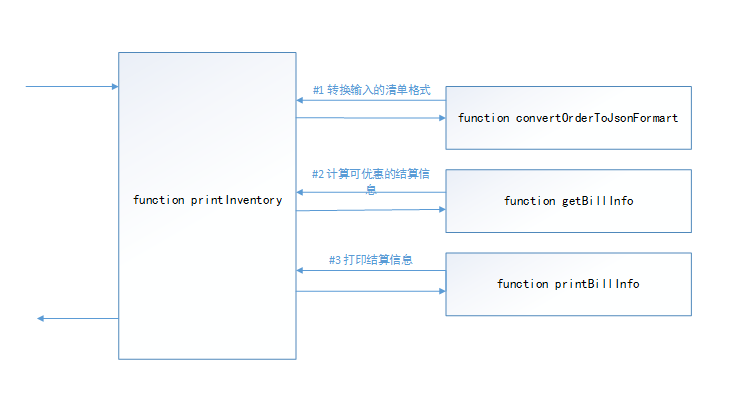 #1 转换输入的清单格式
function convertOrderToJsonFormart
#2 计算可优惠的结算信
息
function printInventory
function getBillInfo
#3 打印结算信息
function printBillInfo